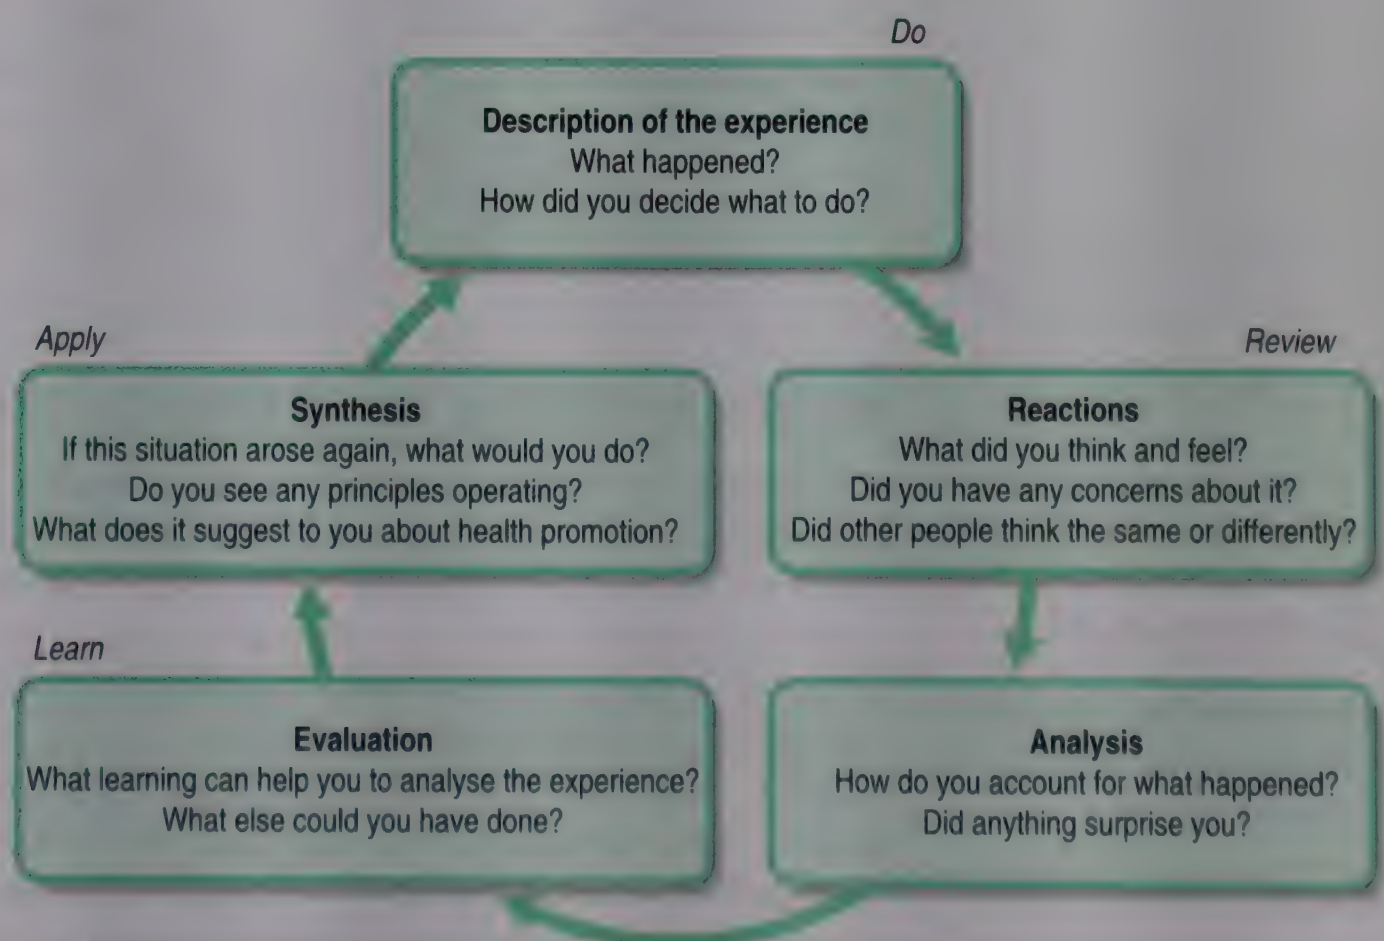 Do
Description of the experience
What happened?
How did you decide what to do?
Review
Reactions
What did you think and feel?
Did you have any concerns about it?
Did other people think the same or differently?
Analysis
How do you account for what happened?
Did anything surprise you?
Learn
Evaluation
What learning can help you to analyse the experience?
What else could you have done?
Apply
Synthesis
If this situation arose again, what would you do?
Do you see any principles operating?
What does it suggest to you about health promotion?